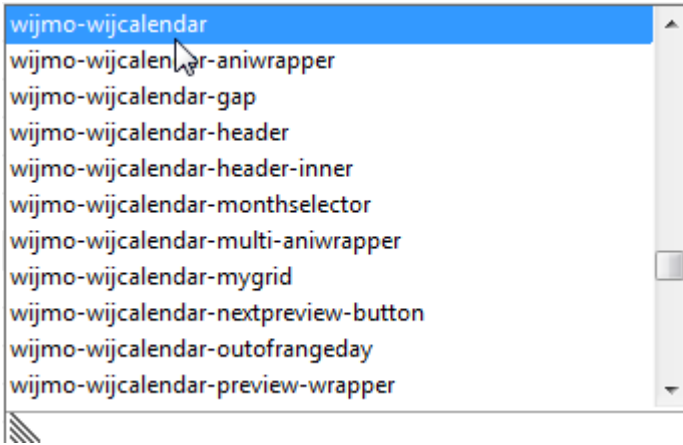 wijmo-wijcalendar
wijmo-wijcalendar-aniwrapper
wijmo-wijcalendar-gap
wijmo-wijcalendar-header
wijmo-wijcalendar-header-inner
wijmo-wijcalendar-monthselector
wijmo-wijcalendar-multi-aniwrapper
wijmo-wijcalendar-mygrid
wijmo-wijcalendar-nextpreview-button
wijmo-wijcalendar-outofrangeday
wijmo-wijcalendar-preview-wrapper